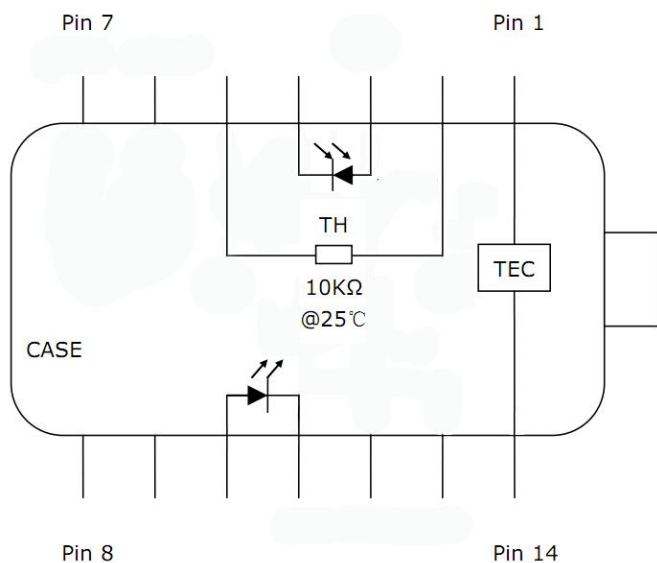 Pin 7
Pin 1
TH
TEC
10KΩ
@25℃
CASE
Pin 8
Pin 14